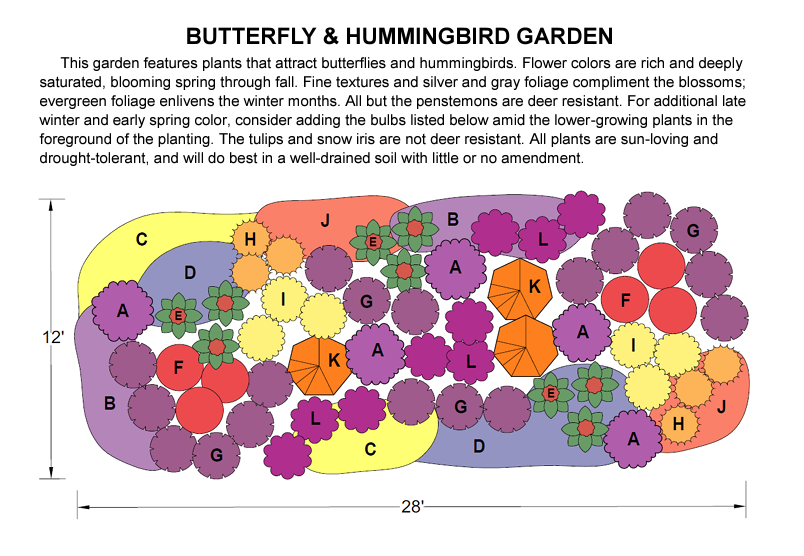 BUTTERFLY & HUMMINGBIRD GARDEN
This garden features plants that attract butterflies and hummingbirds. Flower colors are rich and deeply
saturated, blooming spring through fall. Fine textures and silver and gray foliage compliment the blossoms;
evergreen foliage enlivens the winter months. All but the penstemons are deer resistant. For additional late
winter and early spring color, consider adding the bulbs listed below amid the lower-growing plants in the
foreground of the planting. The tulips and snow iris are not deer resistant. All plants are sun-loving and
drought-tolerant, and will do best in a well-drained soil with little or no amendment.
J
B
G
C
H
E
L
A
D
K
I
G
F
A
E
12'
A
I
F
K
L
E
B
G
J
L
H
A
C
D
G
28'